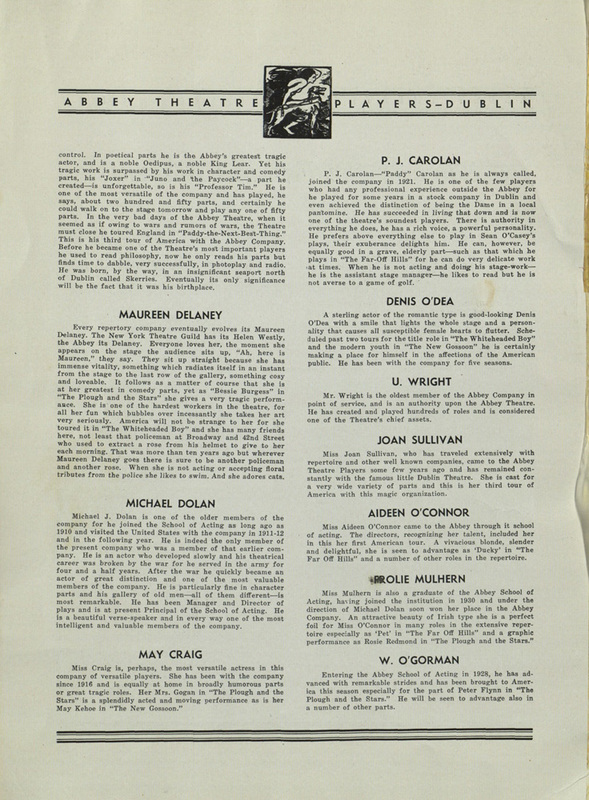 ABBEY THEATRE PLAYERS—DUBLIN
control. In poetical parts he is the Abbey's greatest tragic
actor, and is a noble Oedipus, a noble King Lear. Yet his
tragic work is surpassed by his work in character and comedy
parts, his "Joxer" in "Juno and the Paycock"—a part he
created—is unforgettable, so is his "Professor Tim." He is
one of the most versatile of the company and has played, he
says, about two hundred and fifty parts, and certainly he
could walk on to the stage tomorrow and play any one of fifty
parts. In the very bad days of the Abbey Theatre, when it
seemed as if owing to wars and rumors of wars, the Theatre
must close he toured England in "Paddy-the-Next-Best-Thing."
This is his third tour of America with the Abbey Company.
Before he became one of the Theatre's most important players
he used to read philosophy, now he only reads his parts but
finds time to dabble, very successfully, in photoplay and radio.
He was born, by the way, in an insignificant seaport north
of Dublin called Skerries. Eventually its only significance
will be the fact that it was his birthplace.
MAUREEN DELANEY
Every repertory company eventually evolves its Maureen
Delaney. The New York Theatre Guild has its Helen Westly,
the Abbey its Delaney. Everyone loves her, the moment she
appears on the stage the audience sits up, "Ah, here is
Maureen," they say. They sit up straight because she has
immense vitality, something which radiates itself in an instant
from the stage to the last row of the gallery, something cosy
and loveable. It follows as a matter of course that she is
at her greatest in comedy parts, yet as "Bessie Burgess" in
"The Plough and the Stars" she gives a very tragic perform-
ance. She is one of the hardest workers in the theatre, for
all her fun which bubbles over incessantly she takes her art
very seriously. America will not be strange to her for she
toured it in "The Whiteheaded Boy" and she has many friends
here, not least that policeman at Broadway and 42nd Street
who used to extract a rose from his helmet to give to her
each morning. That was more than ten years ago but wherever
Maureen Delaney goes there is sure to be another policeman
and another rose. When she is not acting or accepting floral
tributes from the police she likes to swim. And she adores cats.
MICHAEL DOLAN
Michael J. Dolan is one of the older members of the
company for he joined the School of Acting as long ago as
1910 and visited the United States with the company in 1911-12
and in the following year. He is indeed the only member of
the present company who was a member of that earlier com-
pany. He is an actor who developed slowly and his theatrical
career was broken by the war for he served in the army for
four and a half years. After the war he quickly became an
actor of great distinction and one of the most valuable
members of the company. He is particularly fine in character
parts and his gallery of old men—all of them different—is
most remarkable. He has been Manager and Director of
plays and is at present Principal of the School of Acting. He
is a beautiful verse-speaker and in every way one of the most
intelligent and valuable members of the company.
MAY CRAIG
Miss Craig is, perhaps, the most versatile actress in this
company of versatile players. She has been with the company
since 1916 and is equally at home in broadly humorous parts
or great tragic roles. Her Mrs. Gogan in "The Plough and the
Stars" is a splendidly acted and moving performance as is her
May Kehoe in "The New Gossoon."
P. J. CAROLAN
P. J. Carolan—"Paddy" Carolan as he is always called,
joined the company in 1921. He is one of the few players
who had any professional experience outside the Abbey for
he played for some years in a stock company in Dublin and
even achieved the distinction of being the Dame in a local
pantomine. He has succeeded in living that down and is now
one of the theatre's soundest players. There is authority in
everything he does, he has a rich voice, a powerful personality.
He prefers above everything else to play in Sean O'Casey's
plays, their exuberance delights him. He can, however, be
equally good in a grave, elderly part—such as that which he
plays in "The Far-Off Hills" for he can do very delicate work
at times. When he is not acting and doing his stage-work—
he is the assistant stage manager—he likes to read but he is
not averse to a game of golf.
DENIS O'DEA
A sterling actor of the romantic type is good-looking Denis
O'Dea with a smile that lights the whole stage and a person-
ality that causes all susceptible female hearts to flutter. Sche-
duled past two tours for the title role in "The Whiteheaded Boy"
and the modern youth in "The New Gossoon" he is certainly
making a place for himself in the affections of the American
public. He has been with the company for five seasons.
U. WRIGHT
Mr. Wright is the oldest member of the Abbey Company in
point of service, and is an authority upon the Abbey Theatre.
He has created and played hundreds of roles and is considered
one of the Theatre's chief assets.
JOAN SULLIVAN
Miss Joan Sullivan, who has traveled extensively with
repertoire and other well known companies, came to the Abbey
Theatre Players some few years ago and has remained con-
stantly with the famous little Dublin Theatre. She is cast for
a very wide variety of parts and this is her third tour of
America with this magic organization.
AIDEEN O'CONNOR
Miss Aideen O'Connor came to the Abbey through it school
of acting. The directors, recognizing her talent, included her
in this her first American tour. A vivacious blonde, slender
and delightful, she is seen to advantage as 'Ducky' in "The
Far Off Hills" and a number of other roles in the repertoire.
FROLIE MULHERN
Miss Mulhern is also a graduate of the Abbey School of
Acting, having joined the institution in 1930 and under the
direction of Michael Dolan soon won her place in the Abbey
Company. An attractive beauty of Irish type she is a perfect
foil for Miss O'Connor in many roles in the extensive reper-
toire especially as 'Pet' in "The Far Off Hills" and a graphic
performance as Rosie Redmond in "The Plough and the Stars."
W. O'GORMAN
Entering the Abbey School of Acting in 1928, he has ad-
vanced with remarkable strides and has been brought to Amer-
ica this season especially for the part of Peter Flynn in "The
Plough and the Stars." He will be seen to advantage also in
a number of other parts.